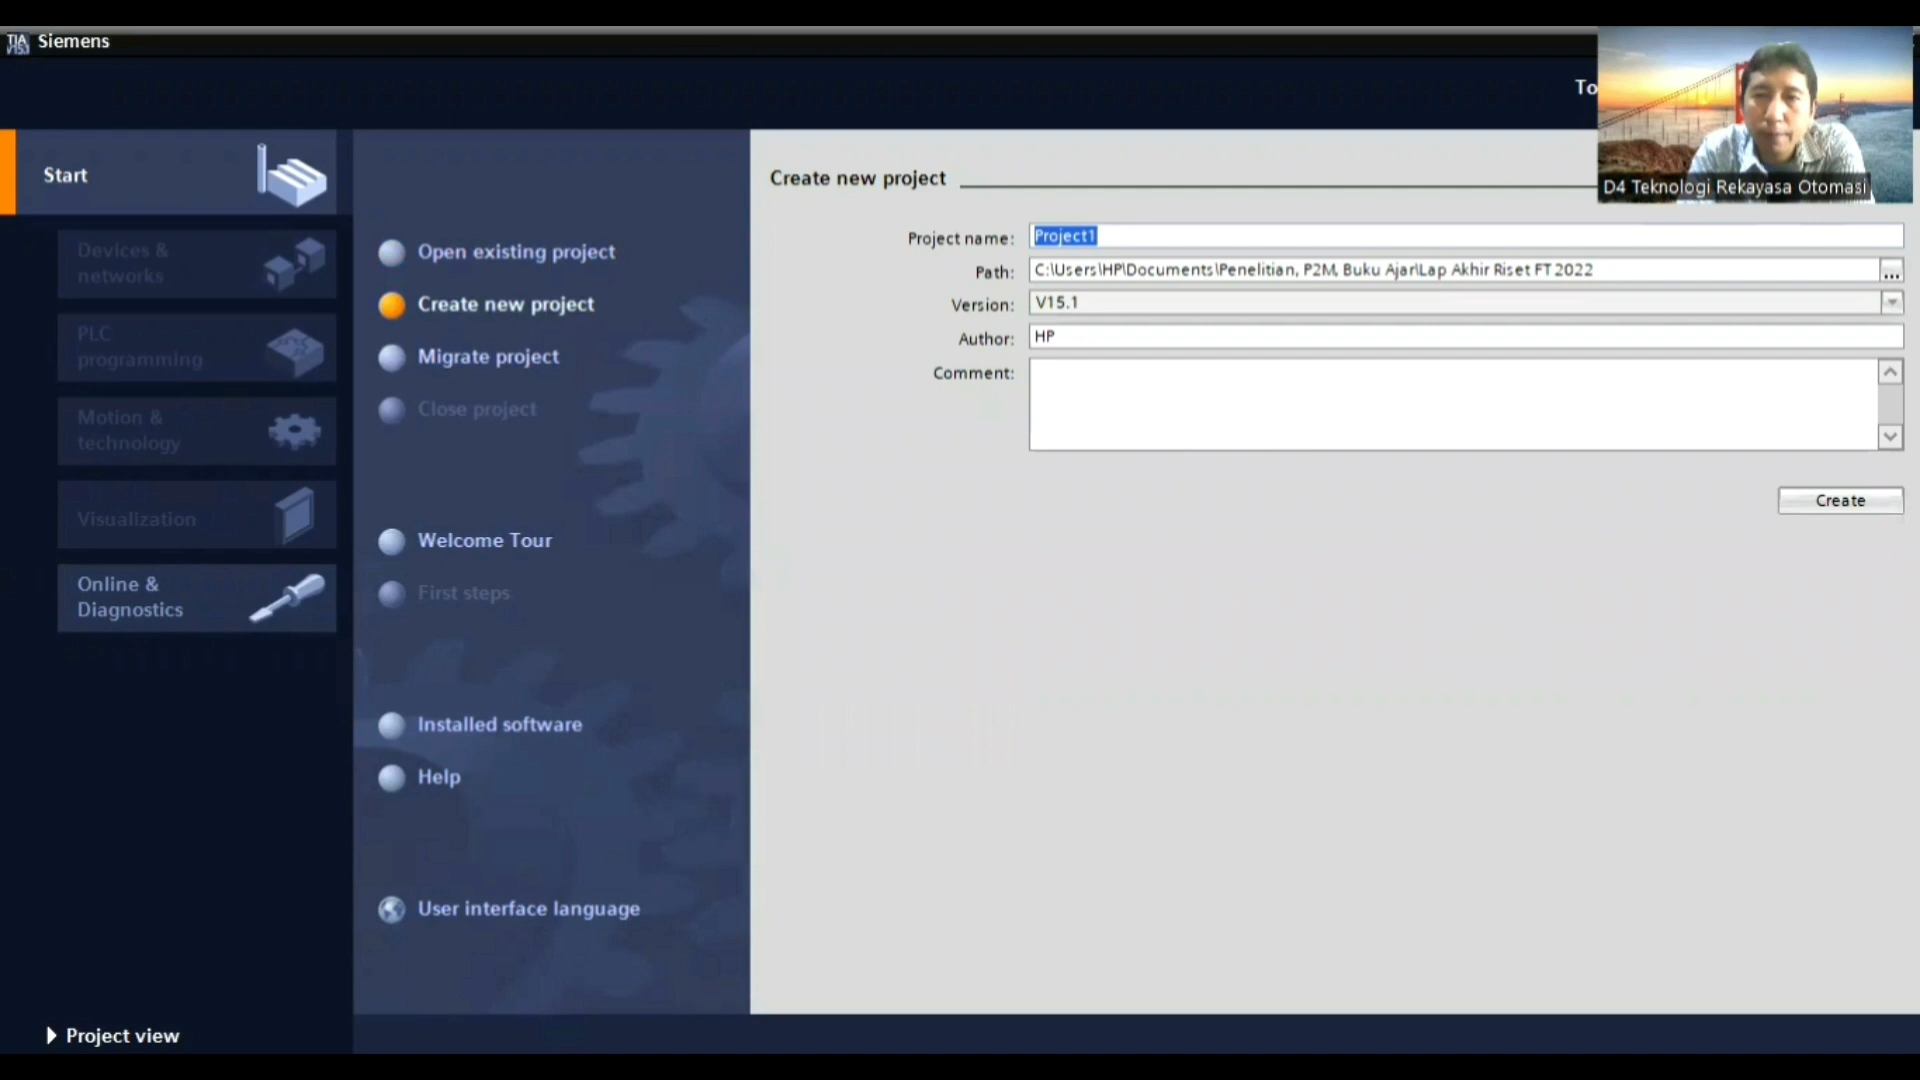 TIA
V15.1
Siemens
To
D4 Teknologi Rekayasa Otomasi
Start
Devices &
networks
PLC
programming
Motion &
technology
Visualization
Online &
Diagnostics
Open existing project
Create new project
Migrate project
Close project
Welcome Tour
First steps
Installed software
Help
User interface language
Create new project
Project name: Project1
Path: C:\Users\HP\Documents\Penelitian, P2M, Buku Ajar\Lap Akhir Riset FT 2022
...
Version: V15.1
Author: HP
Comment:
Create
Project view